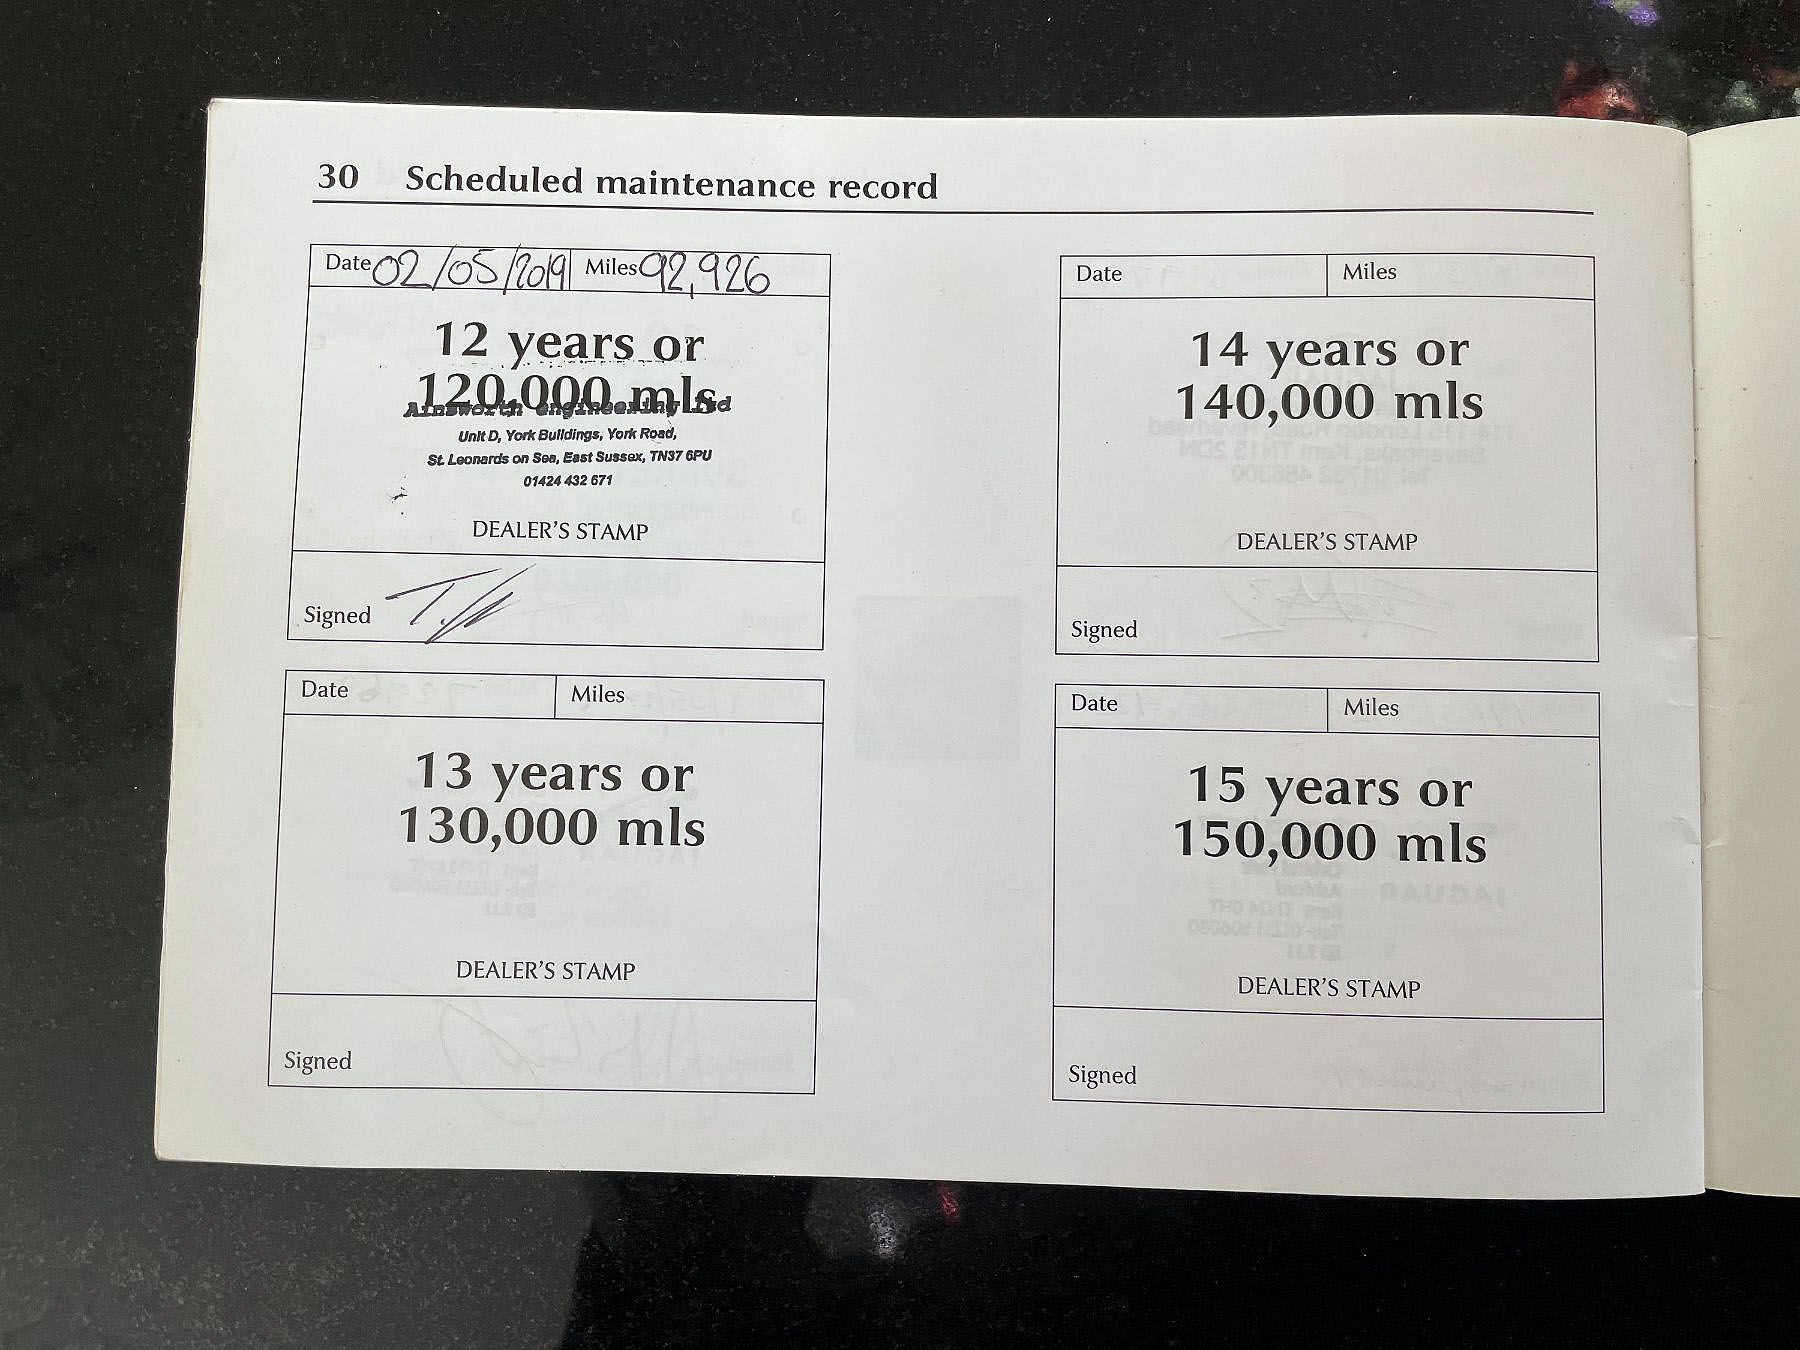 30 Scheduled maintenance record
Date 02/05/2019 Miles 92,926
12 years or
120,000 mls
Ainsworth engineering ltd
Unit D, York Buildings, York Road,
St. Leonards on Sea, East Sussex, TN37 6PU
01424 432 671
DEALER'S STAMP
Signed
Date Miles
13 years or
130,000 mls
DEALER'S STAMP
Signed
Date Miles
14 years or
140,000 mls
DEALER'S STAMP
Signed
Date Miles
15 years or
150,000 mls
DEALER'S STAMP
Signed